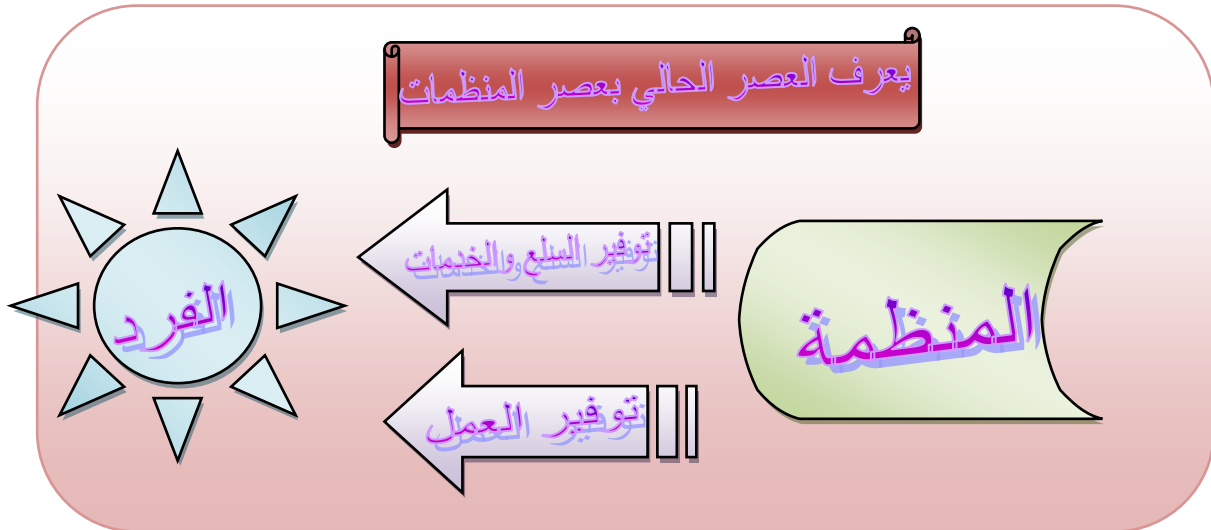 يعرف العصر الحالي بعصر المنظمات
المنظمة
توفير السلع والخدمات
توفير العمل
الفرد